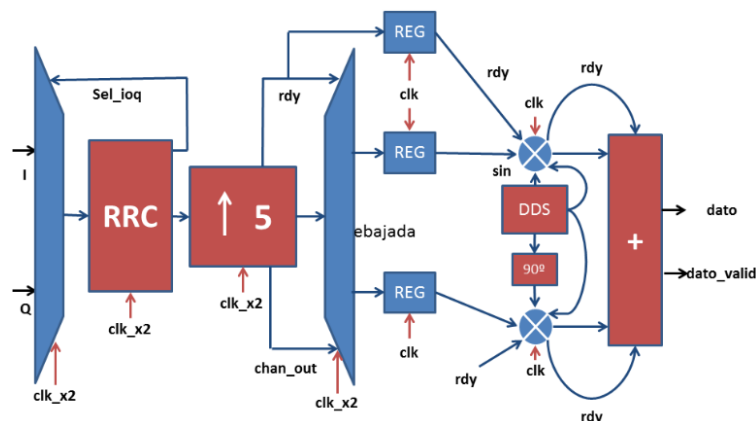 REG
rdy
rdy
rdy
Sel_ioq
clk
clk
I
RRC
↑ 5
REG
sin
DDS
+
dato
ebajada
90º
dato_valid
clk_x2
clk_x2
REG
Q
clk
clk
chan_out
rdy
clk_x2
clk_x2
rdy